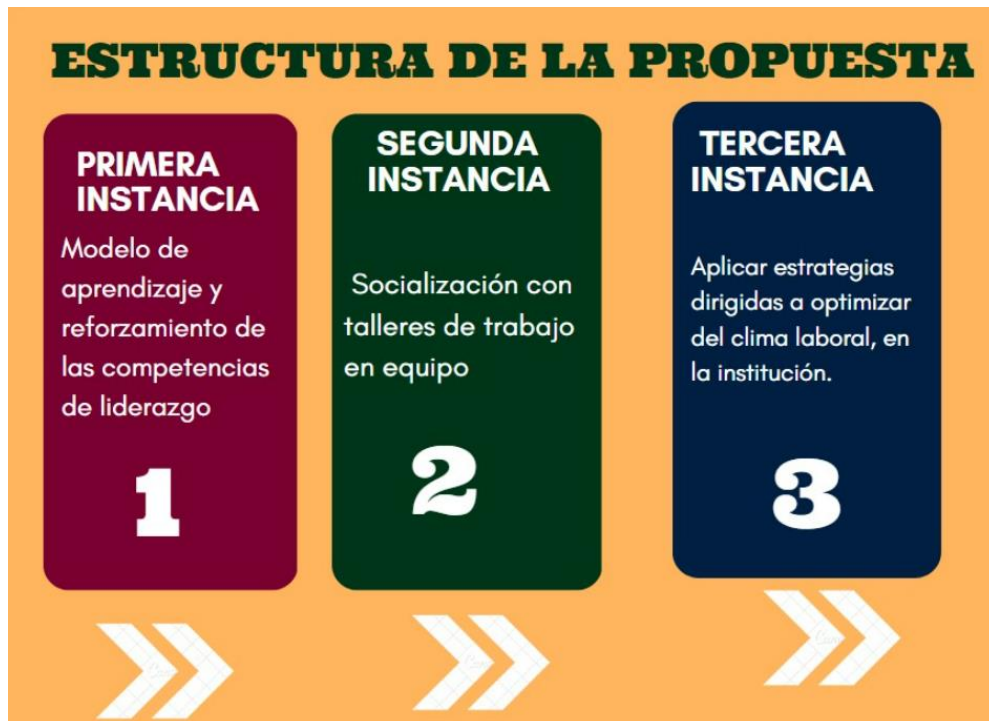 ESTRUCTURA DE LA PROPUESTA
PRIMERA
INSTANCIA
Modelo de
aprendizaje y
reforzamiento de
las competencias
de liderazgo
1
SEGUNDA
INSTANCIA
Socialización con
talleres de trabajo
en equipo
2
TERCERA
INSTANCIA
Aplicar estrategias
dirigidas a optimizar
del clima laboral, en
la institución.
3